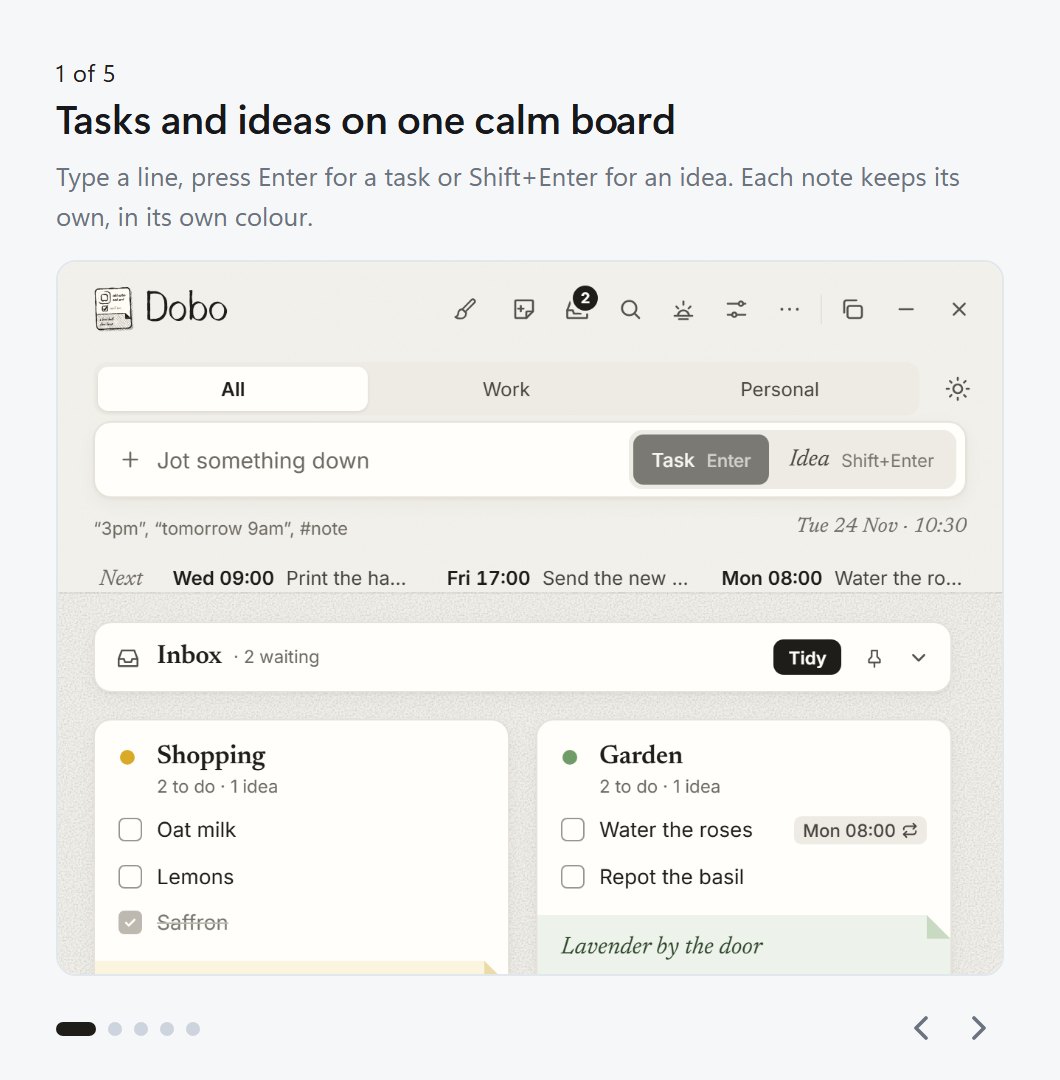 1 of 5
Tasks and ideas on one calm board
Type a line, press Enter for a task or Shift+Enter for an idea. Each note keeps its
own, in its own colour.
Dobo
2
All Work Personal
Jot something down Task Enter Idea Shift+Enter
“3pm”, “tomorrow 9am”, #note Tue 24 Nov · 10:30
Next Wed 09:00 Print the ha... Fri 17:00 Send the new ... Mon 08:00 Water the ro...
Inbox · 2 waiting Tidy
Shopping
2 to do · 1 idea
Oat milk
Lemons
Saffron
Garden
2 to do · 1 idea
Water the roses Mon 08:00
Repot the basil
Lavender by the door